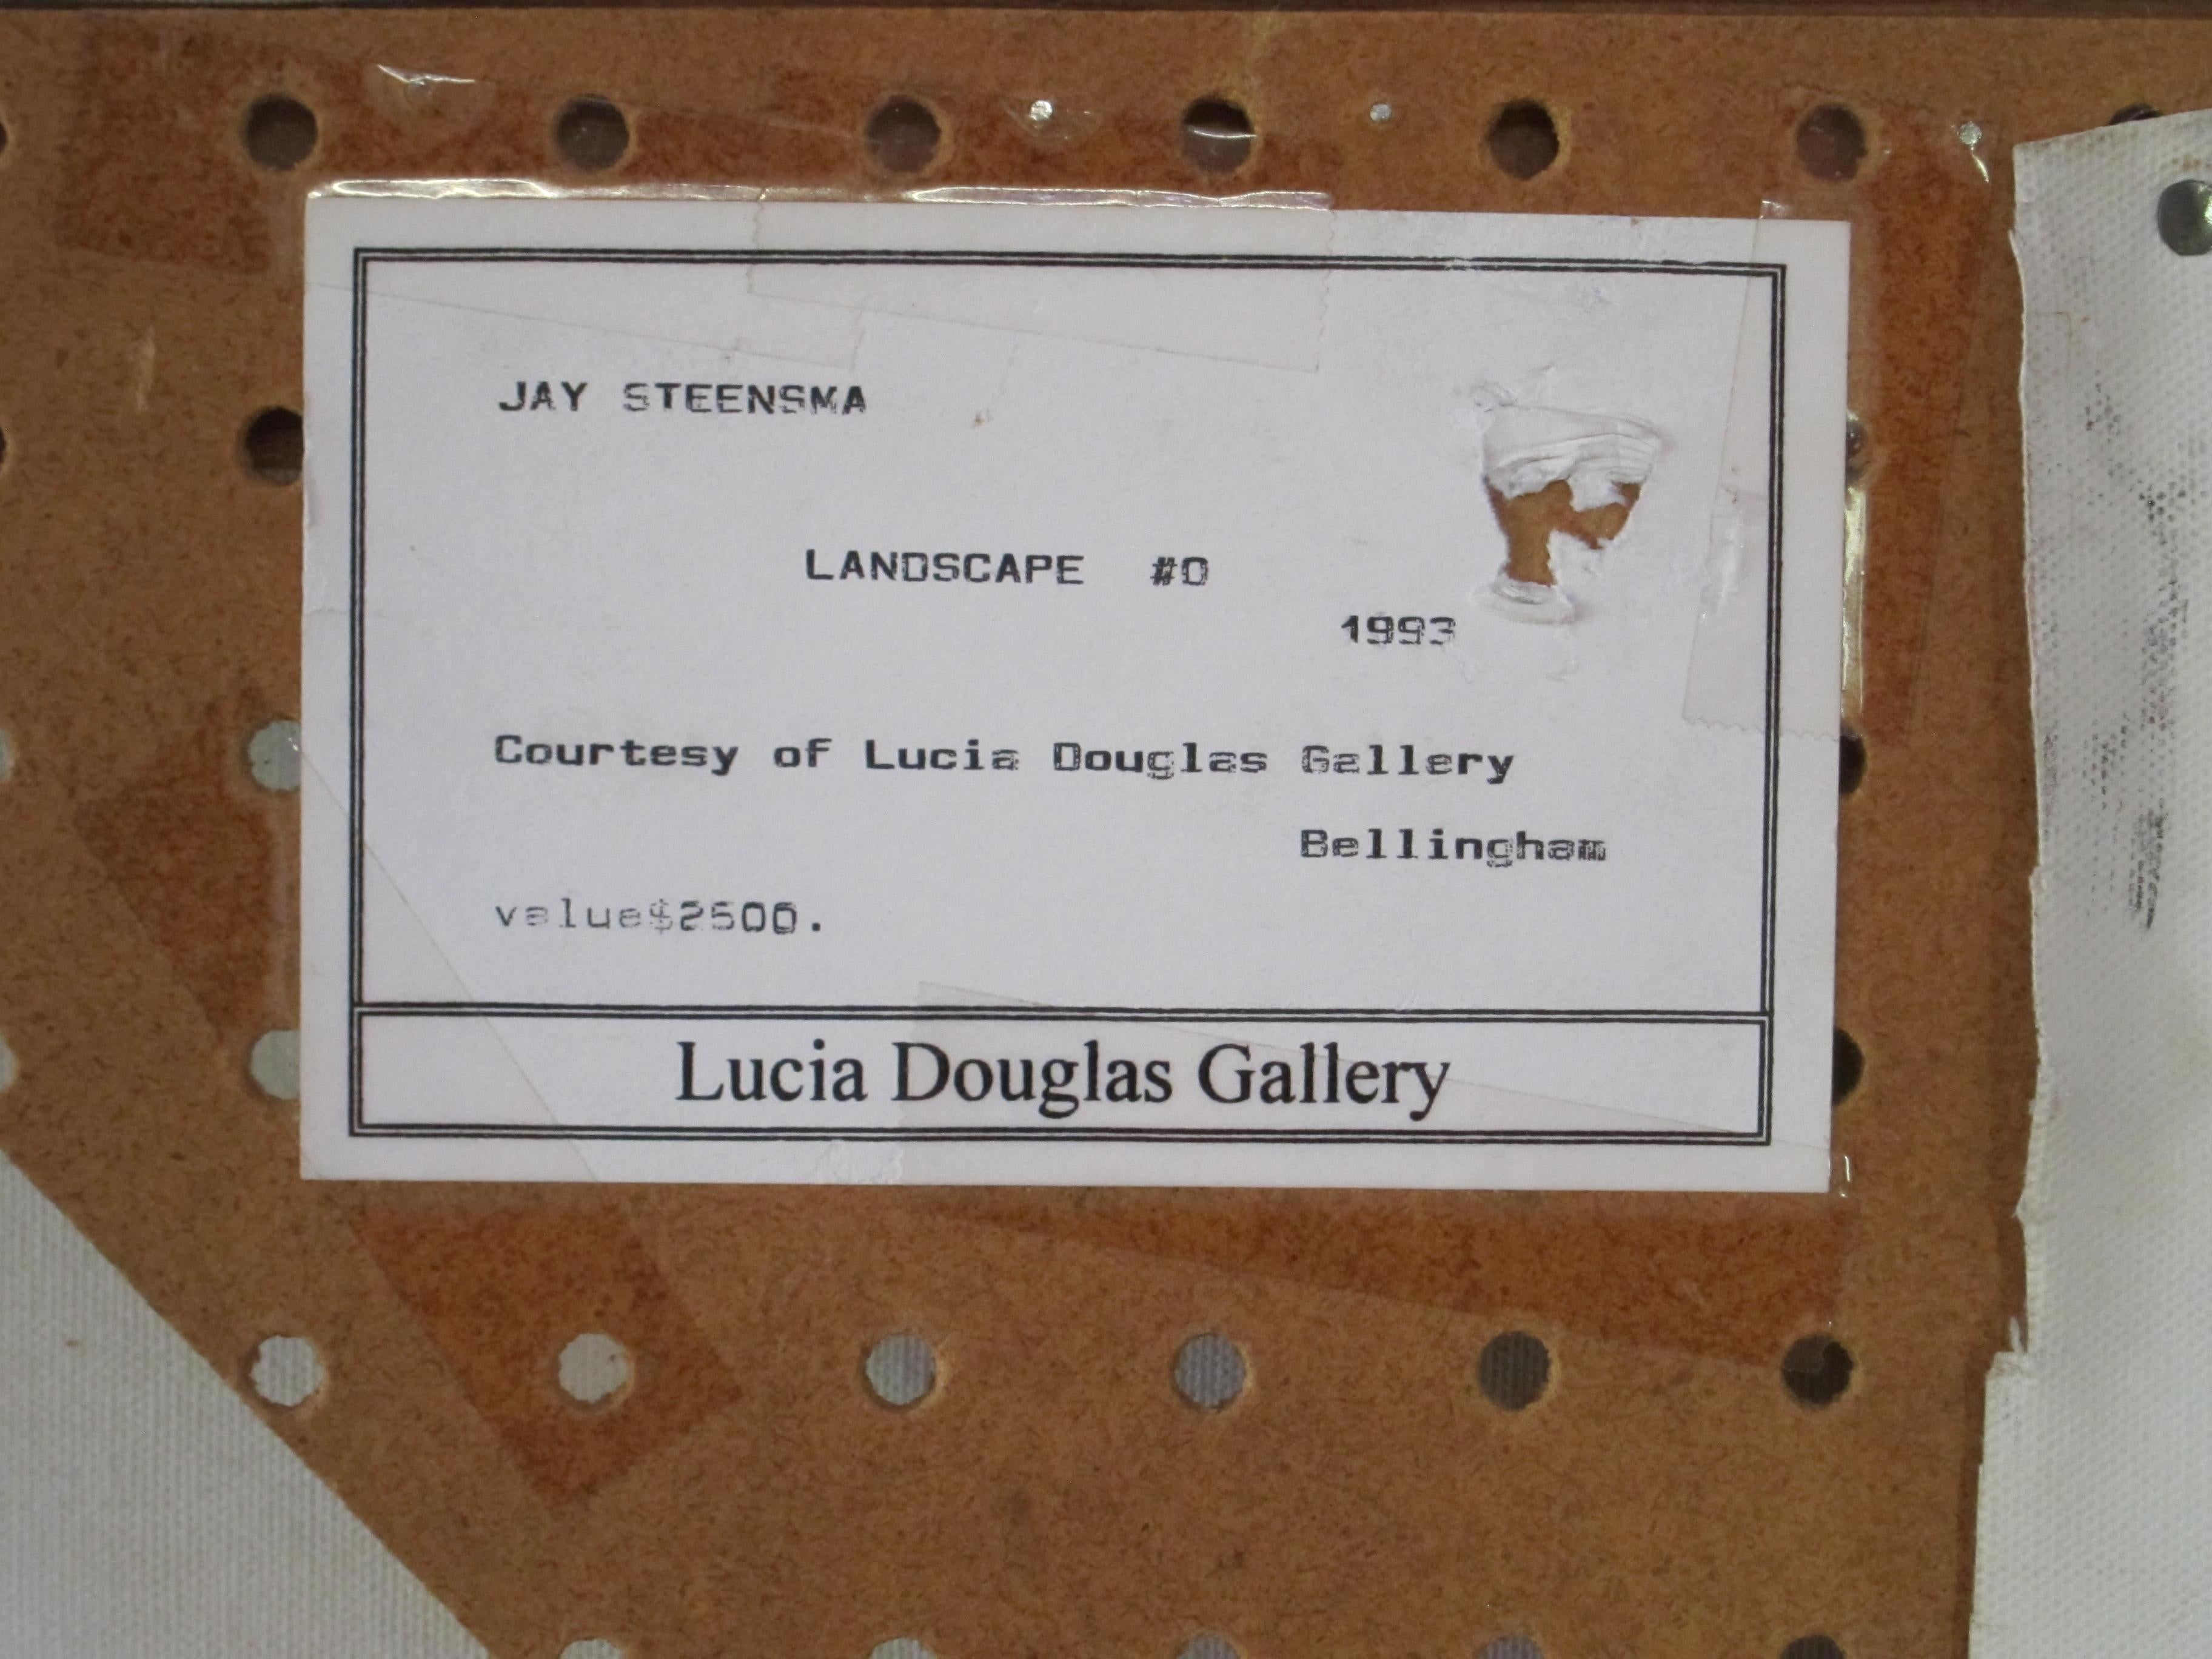 JAY STEENSMA
LANDSCAPE #0
1993
Courtesy of Lucia Douglas Gallery
Bellingham
value$2500.
Lucia Douglas Gallery